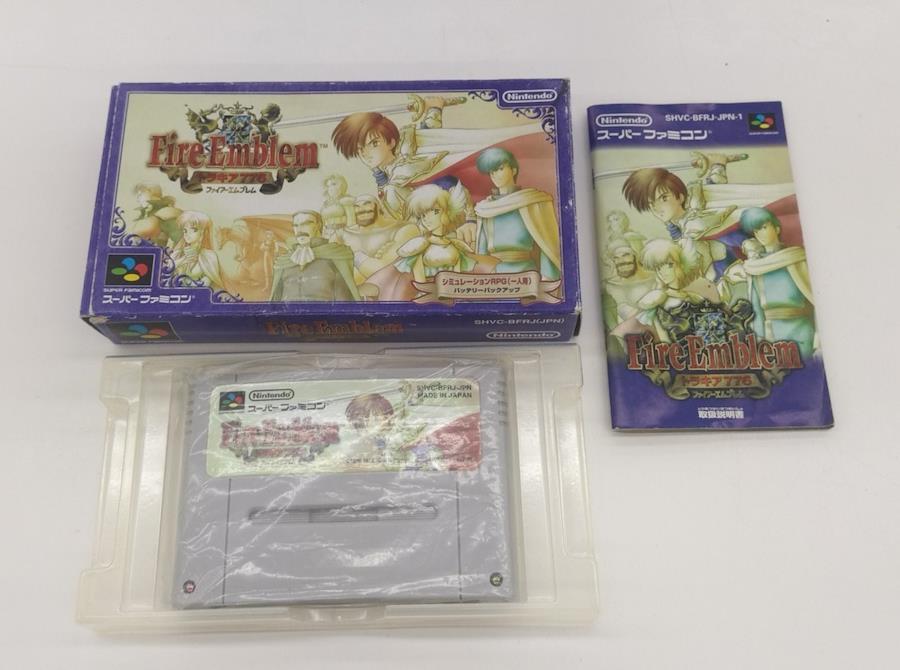 Nintendo
Fire Emblem™
トラキア776
ファイアーエムブレム
シミュレーションRPG(一人用)
バッテリーバックアップ
SUPER FAMICOM
スーパーファミコン
Fire Emblem
SHVC-BFRJ(JPN)
Nintendo
Nintendo
SHVC-BFRJ-JPN-1
スーパーファミコン
Fire Emblem
トラキア776
ファイアーエムブレム
取扱説明書
Nintendo
スーパーファミコン
SHVC-BFRJ-JPN
MADE IN JAPAN
Fire Emblem